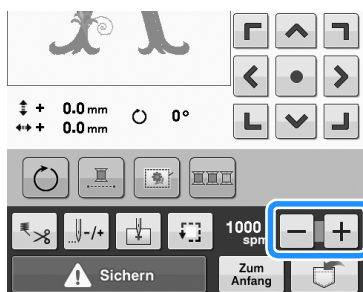 + 0.0 mm 0°
+ 0.0 mm
-/+ 1000 spm - +
Sichern Zum Anfang